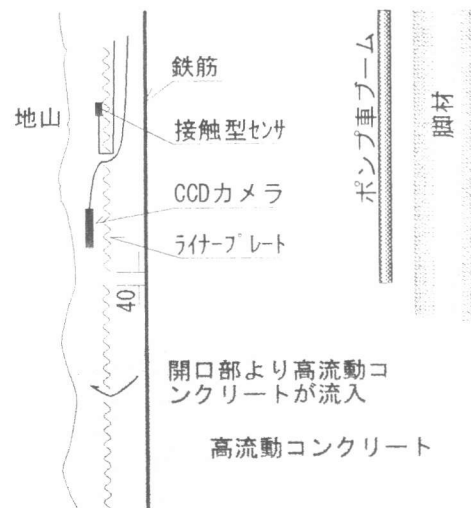 鉄筋
地山
接触型センサ
CCDカメラ
ライナープレート
40
ポンプ車ブーム
脚材
開口部より高流動コ
ンクリートが流入
高流動コンクリート